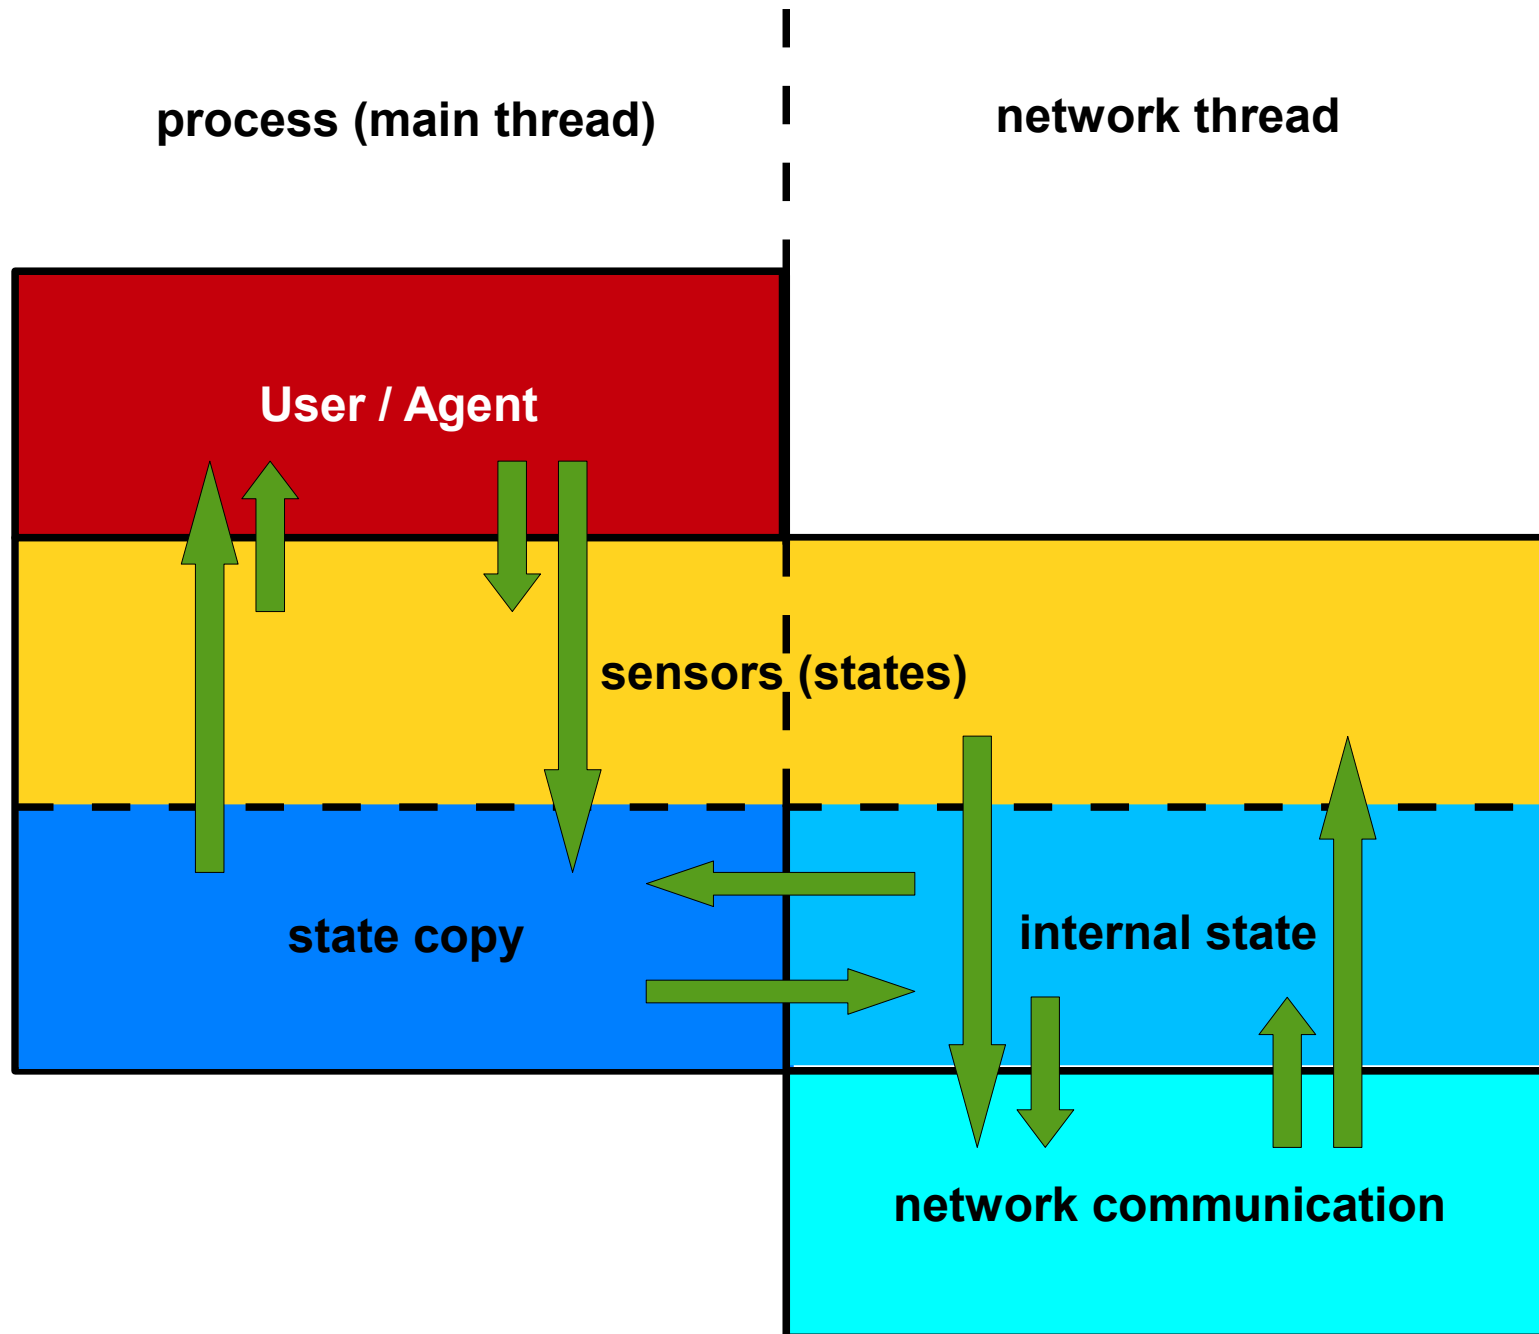 process (main thread)
network thread
User / Agent
sensors (states)
state copy
internal state
network communication